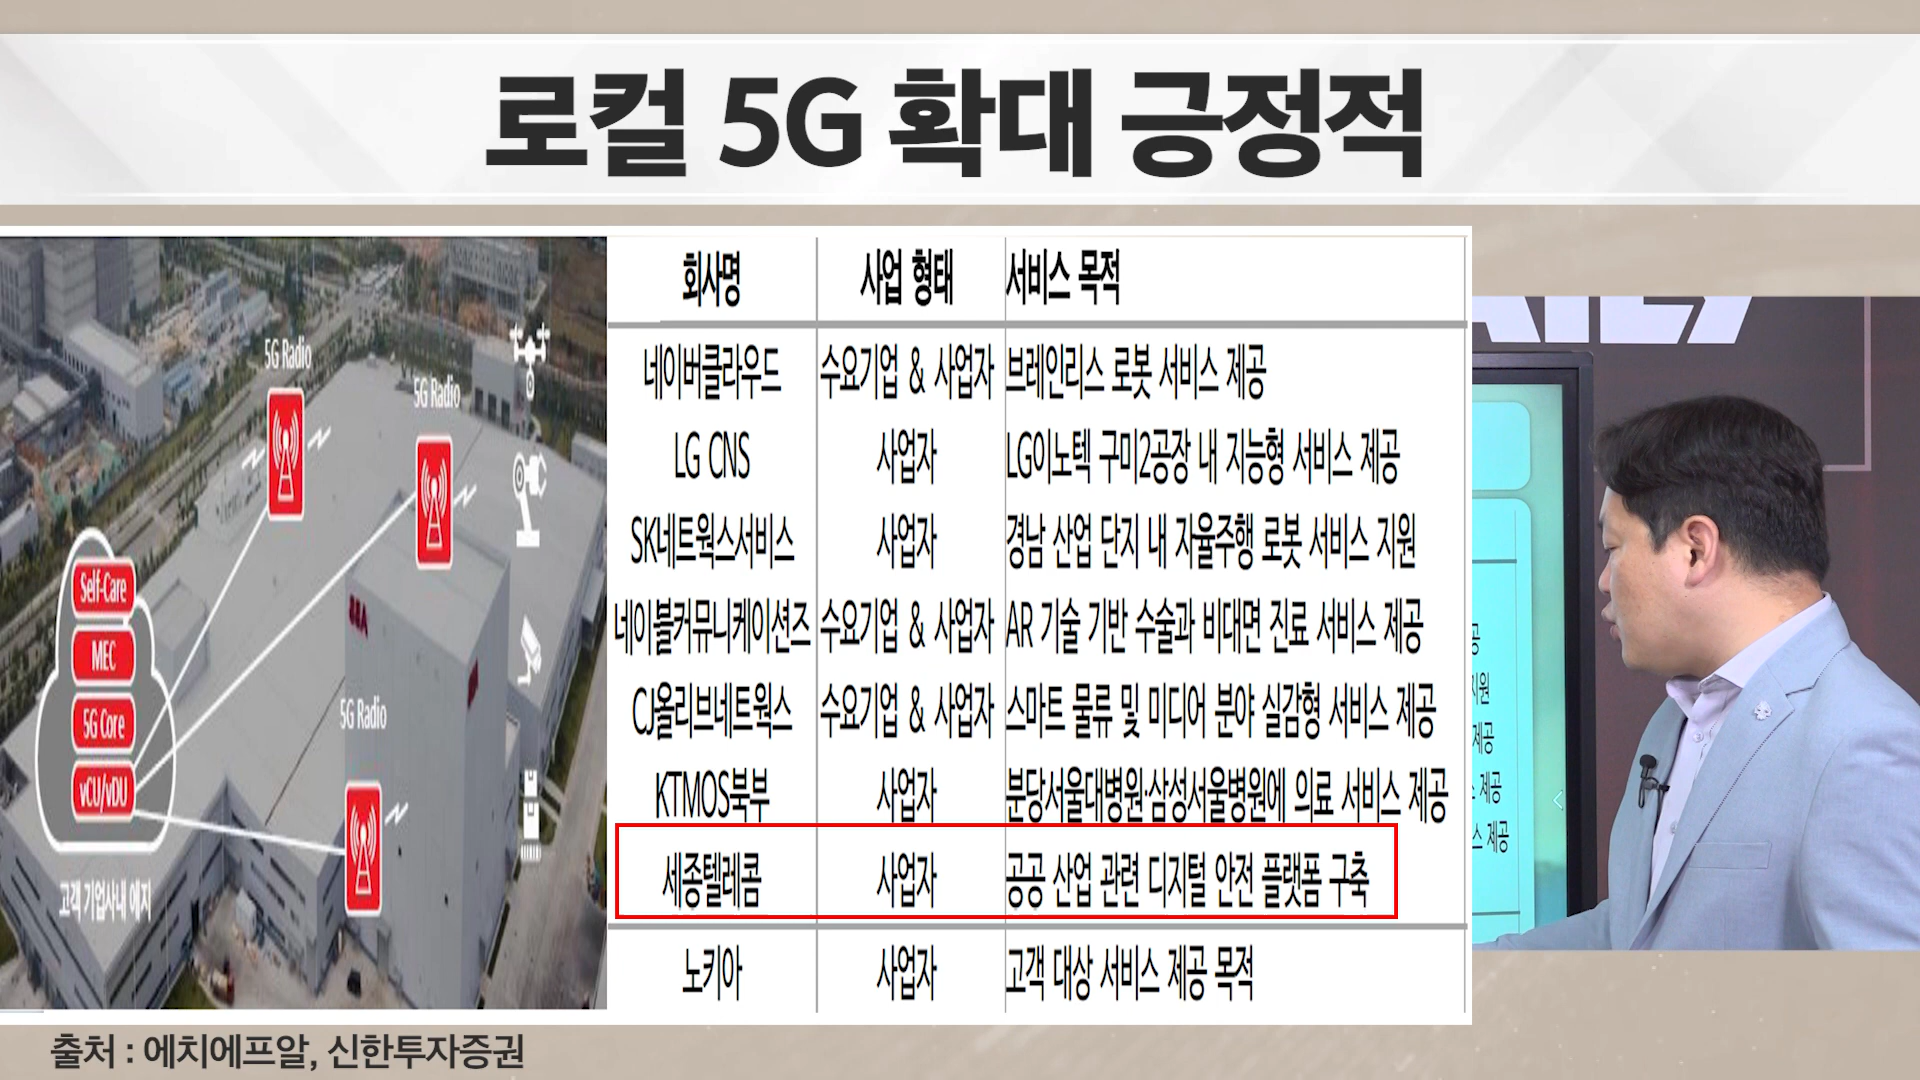 로컬 5G 확대 긍정적
5G Radio
5G Radio
5G Radio
Self-Care
MEC
5G Core
vCU/vDU
고객 기업사내 에지
회사명 사업 형태 서비스 목적
네이버클라우드 수요기업 & 사업자 브레인리스 로봇 서비스 제공
LG CNS 사업자 LG이노텍 구미2공장 내 지능형 서비스 제공
SK네트웍스서비스 사업자 경남 산업 단지 내 자율주행 로봇 서비스 지원
네이블커뮤니케이션즈 수요기업 & 사업자 AR 기술 기반 수술과 비대면 진료 서비스 제공
CJ올리브네트웍스 수요기업 & 사업자 스마트 물류 및 미디어 분야 실감형 서비스 제공
KTMOS북부 사업자 분당서울대병원·삼성서울병원에 의료 서비스 제공
세종텔레콤 사업자 공공 산업 관련 디지털 안전 플랫폼 구축
노키아 사업자 고객 대상 서비스 제공 목적
공
지원
제공
제공
스 제공
출처 : 에치에프알, 신한투자증권